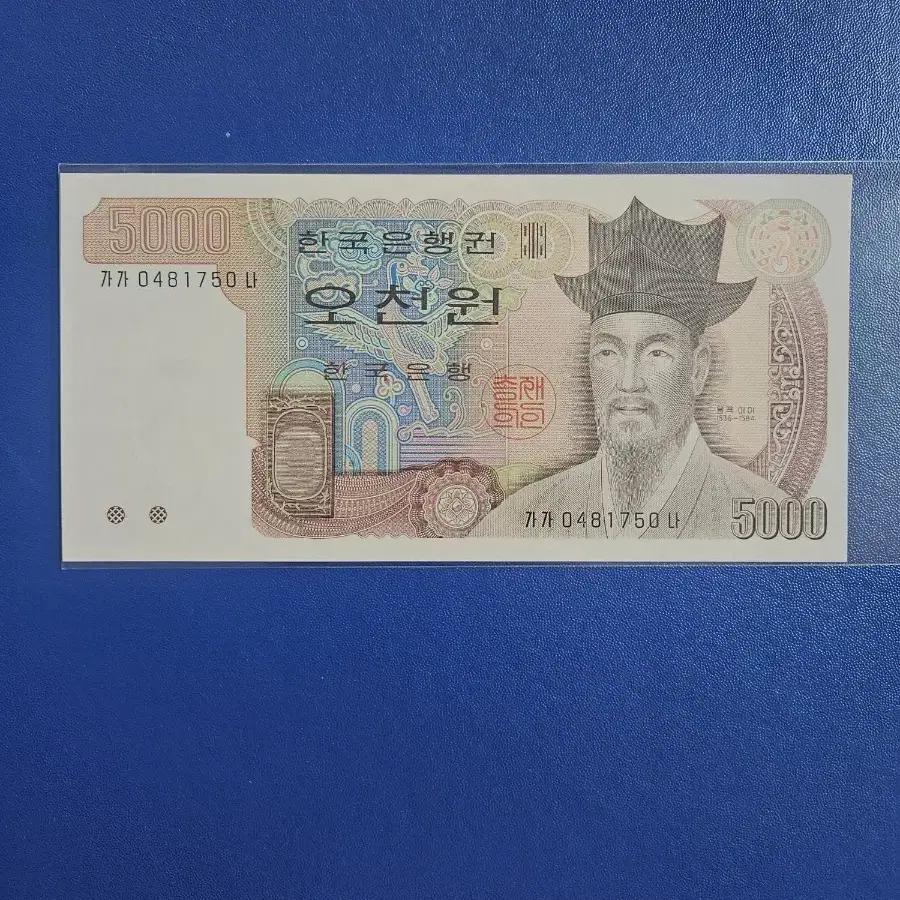 5000
한국은행권
가가 0481750 나
오천원
한국은행
총재의인
율곡 이이
1536-1584
가가 0481750 나
5000